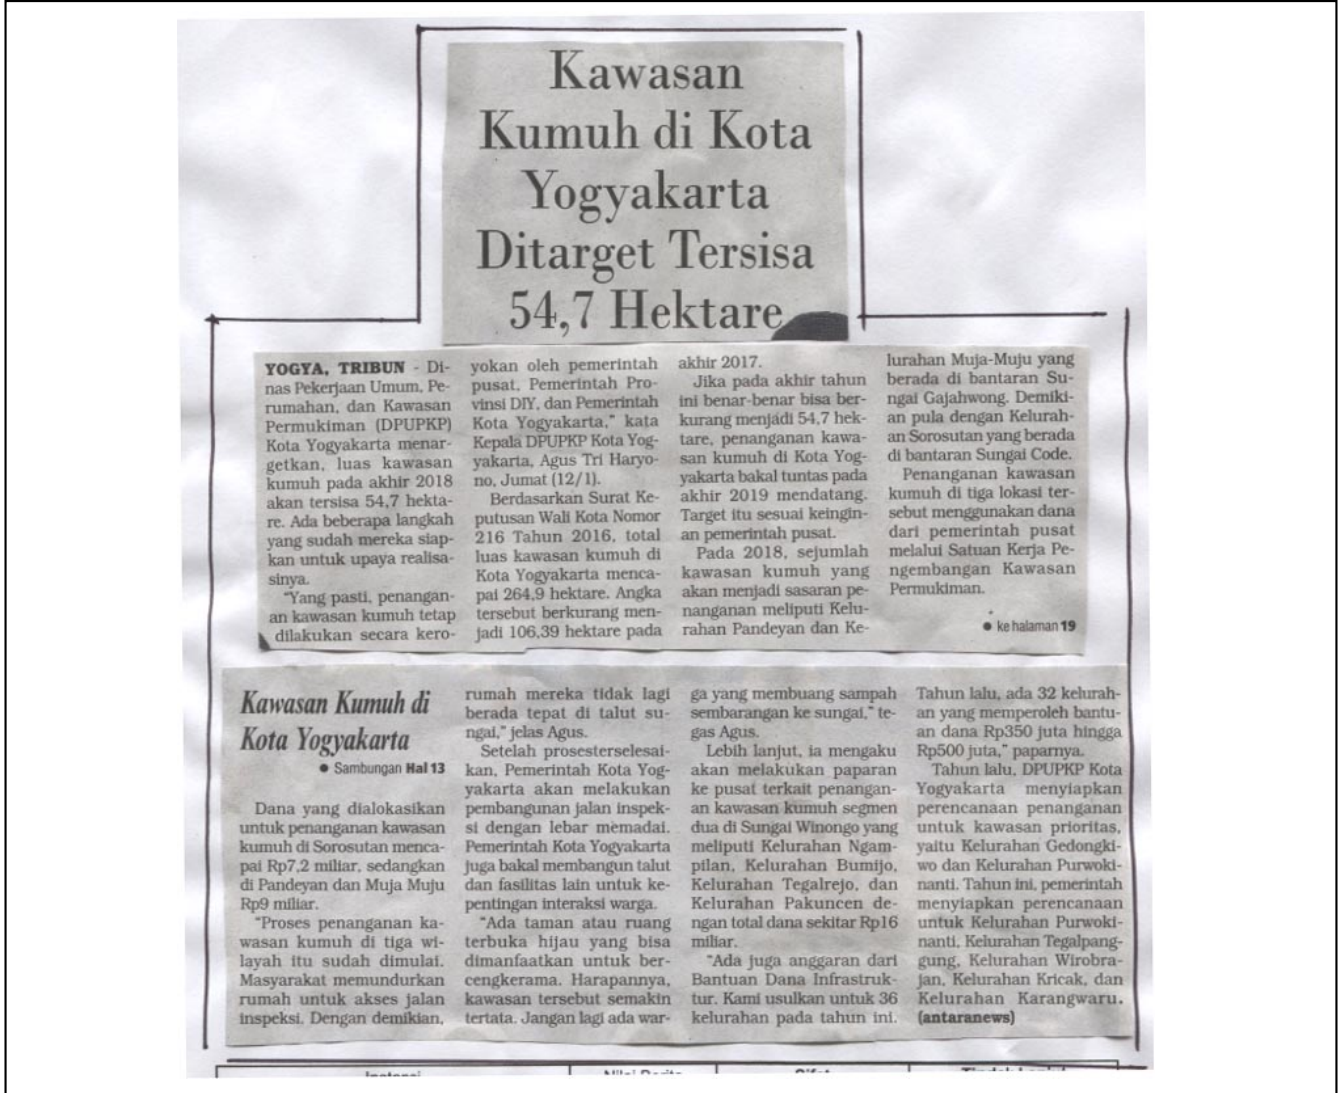 Kawasan
Kumuh di Kota
Yogyakarta
Ditarget Tersisa
54,7 Hektare
YOGYA, TRIBUN - Di-
nas Pekerjaan Umum, Pe-
rumahan, dan Kawasan
Permukiman (DPUPKP)
Kota Yogyakarta menar-
getkan, luas kawasan
kumuh pada akhir 2018
akan tersisa 54,7 hekta-
re. Ada beberapa langkah
yang sudah mereka siap-
kan untuk upaya realisa-
sinya.
"Yang pasti, penangan-
an kawasan kumuh tetap
dilakukan secara kero-
yokan oleh pemerintah
pusat, Pemerintah Pro-
vinsi DIY, dan Pemerintah
Kota Yogyakarta," kata
Kepala DPUPKP Kota Yog-
yakarta, Agus Tri Haryo-
no, Jumat (12/1).
Berdasarkan Surat Ke-
putusan Wali Kota Nomor
216 Tahun 2016, total
luas kawasan kumuh di
Kota Yogyakarta menca-
pai 264,9 hektare. Angka
tersebut berkurang men-
jadi 106,39 hektare pada
akhir 2017.
Jika pada akhir tahun
ini benar-benar bisa ber-
kurang menjadi 54,7 hek-
tare, penanganan kawa-
san kumuh di Kota Yog-
yakarta bakal tuntas pada
akhir 2019 mendatang.
Target itu sesuai keingin-
an pemerintah pusat.
Pada 2018, sejumlah
kawasan kumuh yang
akan menjadi sasaran pe-
nanganan meliputi Kelu-
rahan Pandeyan dan Ke-
lurahan Muja-Muju yang
berada di bantaran Su-
ngai Gajahwong. Demiki-
an pula dengan Kelurah-
an Sorosutan yang berada
di bantaran Sungai Code.
Penanganan kawasan
kumuh di tiga lokasi ter-
sebut menggunakan dana
dari pemerintah pusat
melalui Satuan Kerja Pe-
ngembangan Kawasan
Permukiman.
● ke halaman 19
Kawasan Kumuh di
Kota Yogyakarta
● Sambungan Hal 13
Dana yang dialokasikan
untuk penanganan kawasan
kumuh di Sorosutan menca-
pai Rp7,2 miliar, sedangkan
di Pandeyan dan Muja Muju
Rp9 miliar.
"Proses penanganan ka-
wasan kumuh di tiga wi-
layah itu sudah dimulai.
Masyarakat memundurkan
rumah untuk akses jalan
inspeksi. Dengan demikian,
rumah mereka tidak lagi
berada tepat di talut su-
ngai," jelas Agus.
Setelah prosesterselesai-
kan, Pemerintah Kota Yog-
yakarta akan melakukan
pembangunan jalan inspek-
si dengan lebar memadai.
Pemerintah Kota Yogyakarta
juga bakal membangun talut
dan fasilitas lain untuk ke-
pentingan interaksi warga.
"Ada taman atau ruang
terbuka hijau yang bisa
dimanfaatkan untuk ber-
cengkerama. Harapannya,
kawasan tersebut semakin
tertata. Jangan lagi ada war-
ga yang membuang sampah
sembarangan ke sungai," te-
gas Agus.
Lebih lanjut, ia mengaku
akan melakukan paparan
ke pusat terkait penangan-
an kawasan kumuh segmen
dua di Sungai Winongo yang
meliputi Kelurahan Ngam-
pilan, Kelurahan Bumijo,
Kelurahan Tegalrejo, dan
Kelurahan Pakuncen de-
ngan total dana sekitar Rp16
miliar.
"Ada juga anggaran dari
Bantuan Dana Infrastruk-
tur. Kami usulkan untuk 36
kelurahan pada tahun ini.
Tahun lalu, ada 32 kelurah-
an yang memperoleh bantu-
an dana Rp350 juta hingga
Rp500 juta," paparnya.
Tahun lalu, DPUPKP Kota
Yogyakarta menyiapkan
perencanaan penanganan
untuk kawasan prioritas,
yaitu Kelurahan Gedongki-
wo dan Kelurahan Purwoki-
nanti. Tahun ini, pemerintah
menyiapkan perencanaan
untuk Kelurahan Purwoki-
nanti, Kelurahan Tegalpang-
gung, Kelurahan Wirobra-
jan, Kelurahan Kricak, dan
Kelurahan Karangwaru.
(antaranews)